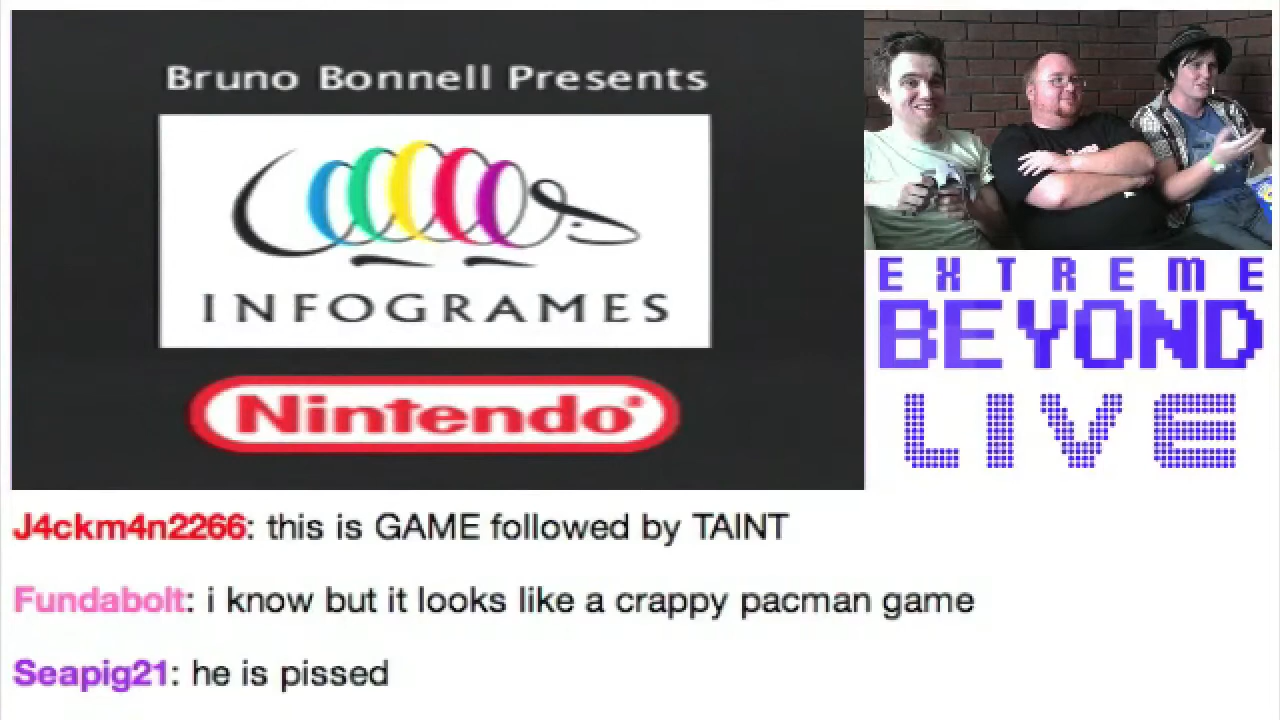 Bruno Bonnell Presents
INFOGRAMES
Nintendo®
EXTREME
BEYOND
LIVE
J4ckm4n2266: this is GAME followed by TAINT
Fundabolt: i know but it looks like a crappy pacman game
Seapig21: he is pissed